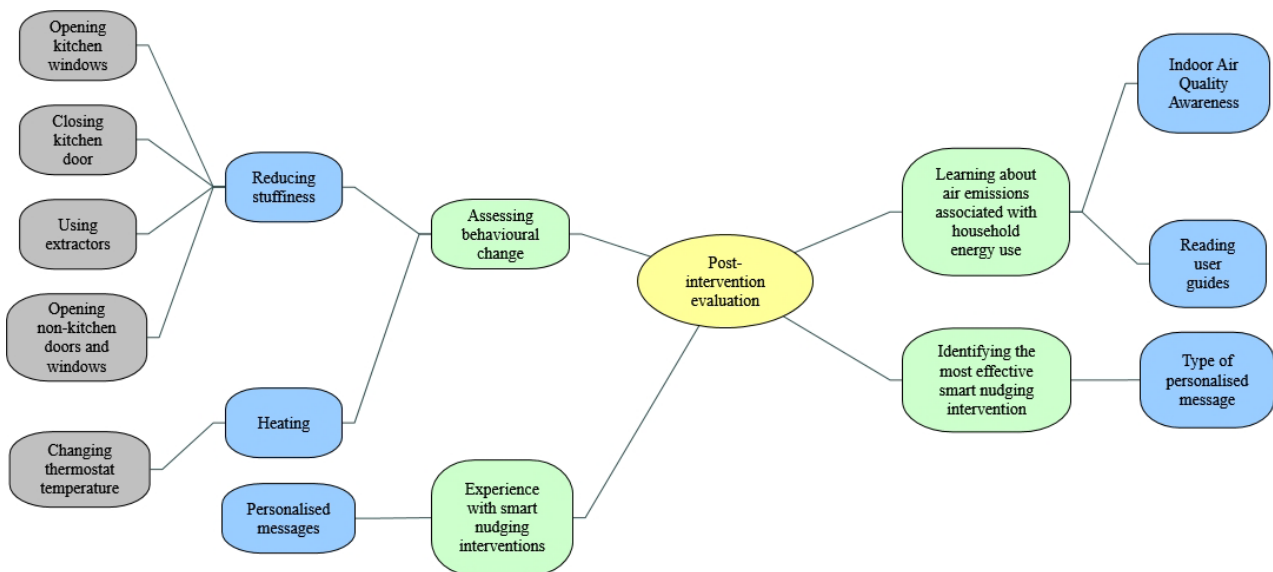 Opening
kitchen
windows
Closing
kitchen
door
Using
extractors
Opening
non-kitchen
doors and
windows
Changing
thermostat
temperature
Reducing
stuffiness
Heating
Personalised
messages
Assessing
behavioural
change
Experience
with smart
nudging
interventions
Post-
intervention
evaluation
Learning about
air emissions
associated with
household
energy use
Identifying the
most effective
smart nudging
intervention
Indoor Air
Quality
Awareness
Reading
user
guides
Type of
personalised
message